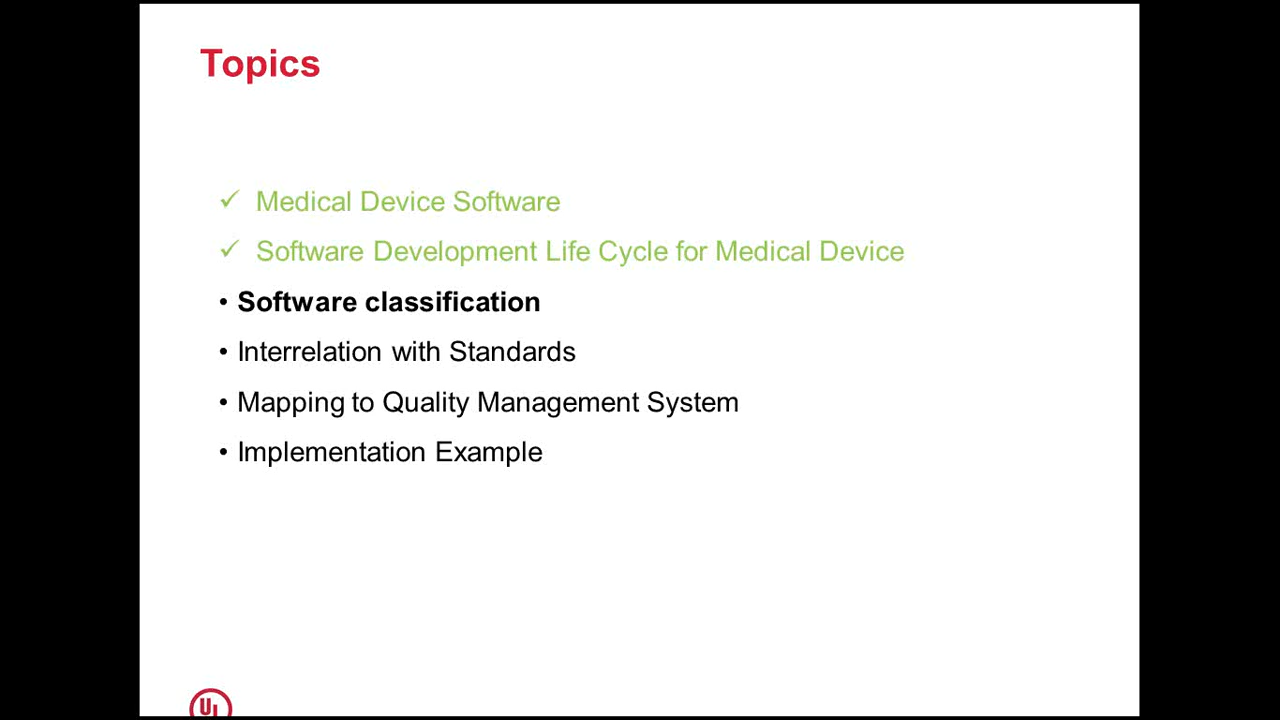 Topics
✓ Medical Device Software
✓ Software Development Life Cycle for Medical Device
• Software classification
• Interrelation with Standards
• Mapping to Quality Management System
• Implementation Example
UL